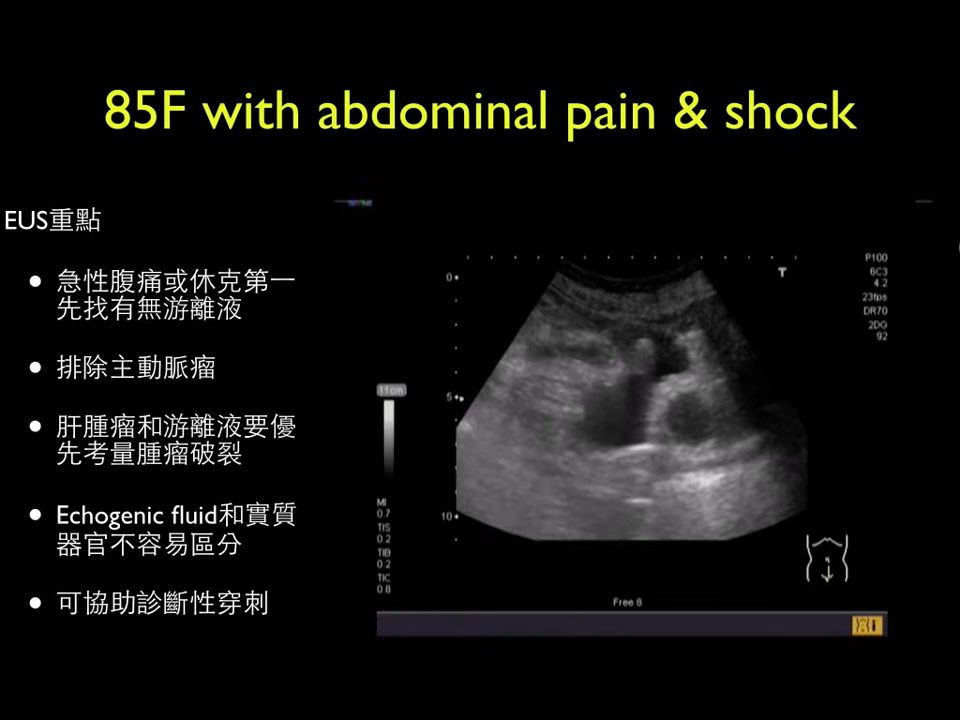 85F with abdominal pain & shock
EUS重點
• 急性腹痛或休克第一
先找有無游離液
• 排除主動脈瘤
• 肝腫瘤和游離液要優
先考量腫瘤破裂
• Echogenic fluid和實質
器官不容易區分
• 可協助診斷性穿刺
T
P100
6C3
4.2
23fps
DR70
2DG
92
0
11cm
5
10
MI
0.7
TIS
0.2
TIB
0.2
TIC
0.8
Free 8